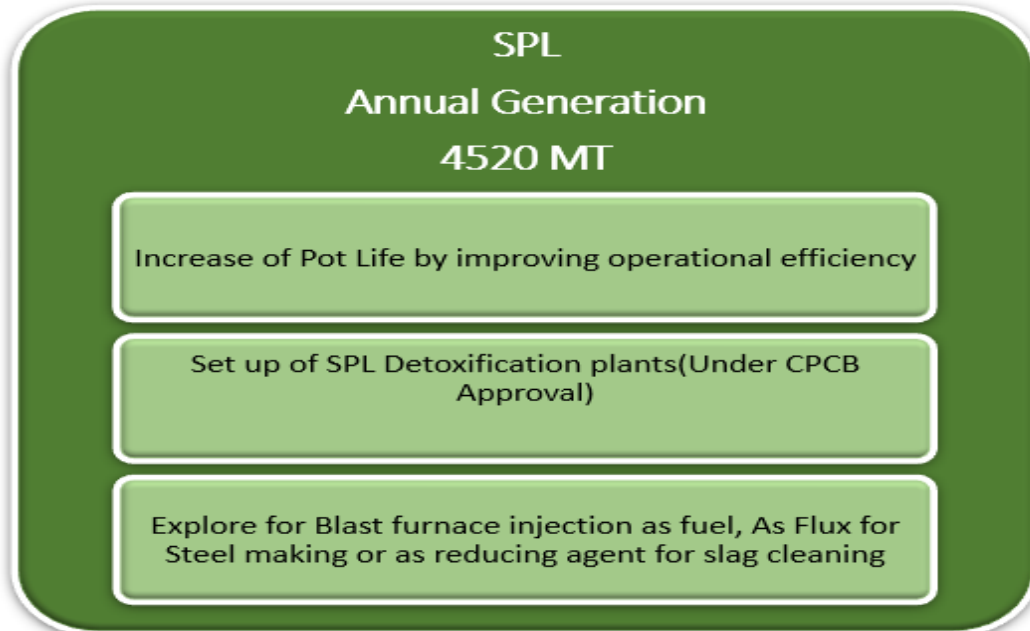 SPL
Annual Generation
4520 MT
Increase of Pot Life by improving operational efficiency
Set up of SPL Detoxification plants(Under CPCB
Approval)
Explore for Blast furnace injection as fuel, As Flux for
Steel making or as reducing agent for slag cleaning